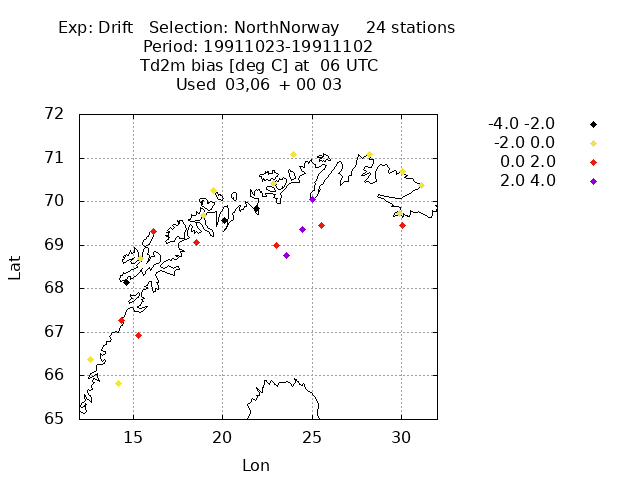 Exp: Drift Selection: NorthNorway 24 stations
Period: 19911023-19911102
Td2m bias [deg C] at 06 UTC
Used 03,06 + 00 03
72
71
70
69
68
67
66
65
15 20 25 30
Lat
Lon
-4.0 -2.0
-2.0 0.0
0.0 2.0
2.0 4.0